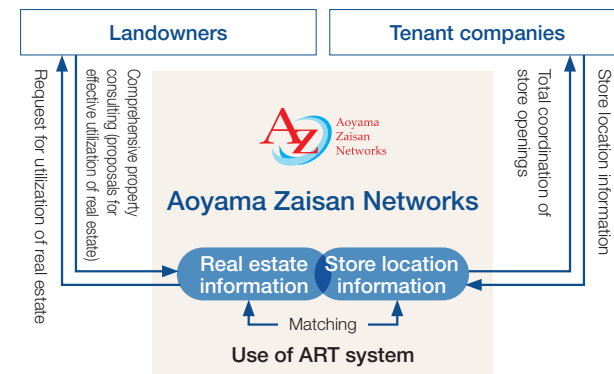 Landowners
Tenant companies
Request for utilization of real estate
Comprehensive property
consulting (proposals for
effective utilization of real estate)
Total coordination of
store openings
Store location information
AZ
Aoyama
Zaisan
Networks
Aoyama Zaisan Networks
Real estate
information
Store location
information
Matching
Use of ART system